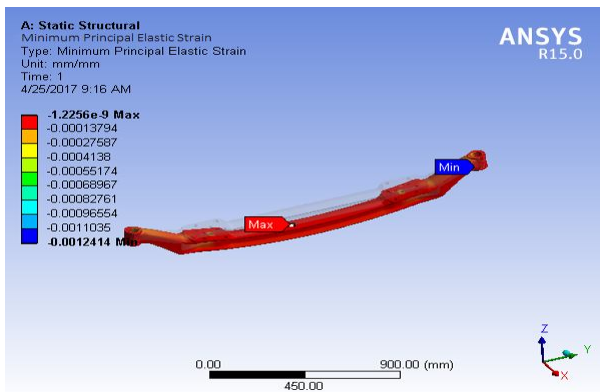 A: Static Structural
Minimum Principal Elastic Strain
Type: Minimum Principal Elastic Strain
Unit: mm/mm
Time: 1
4/25/2017 9:16 AM
ANSYS
R15.0
-1.2256e-9 Max
-0.00013794
-0.00027587
-0.0004138
-0.00055174
-0.00068967
-0.00082761
-0.00096554
-0.0011035
-0.0012414 Min
Min
Max
0.00
900.00 (mm)
450.00
Z
Y
X